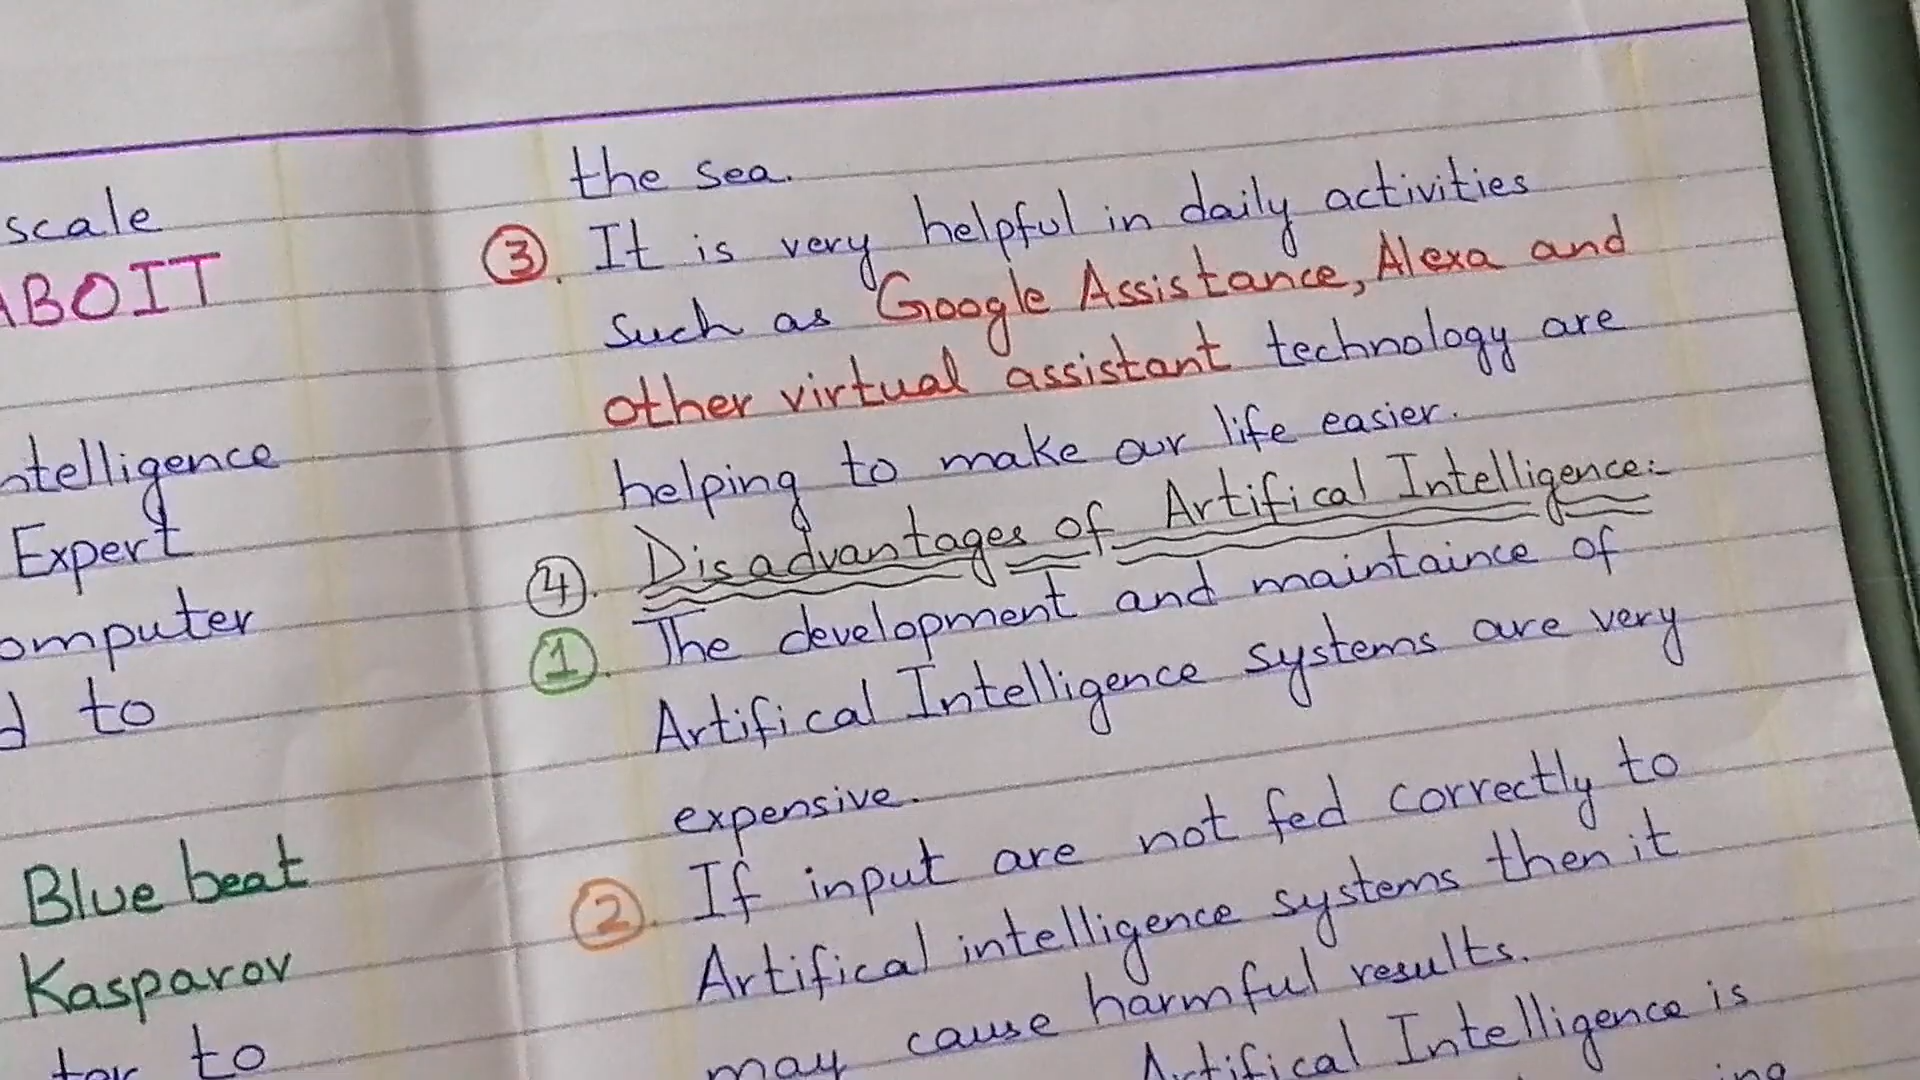 scale
ABOIT
ntelligence
Expert
omputer
d to
Blue beat
Kasparov
to
the sea.
3. It is very helpful in daily activities
such as Google Assistance, Alexa and
other virtual assistant technology are
helping to make our life easier.
4. Disadvantages of Artifical Intelligence:-
1. The development and maintaince of
Artifical Intelligence systems are very
expensive.
2. If input are not fed correctly to
Artifical intelligence systems then it
may cause harmful results.
Artifical Intelligence is